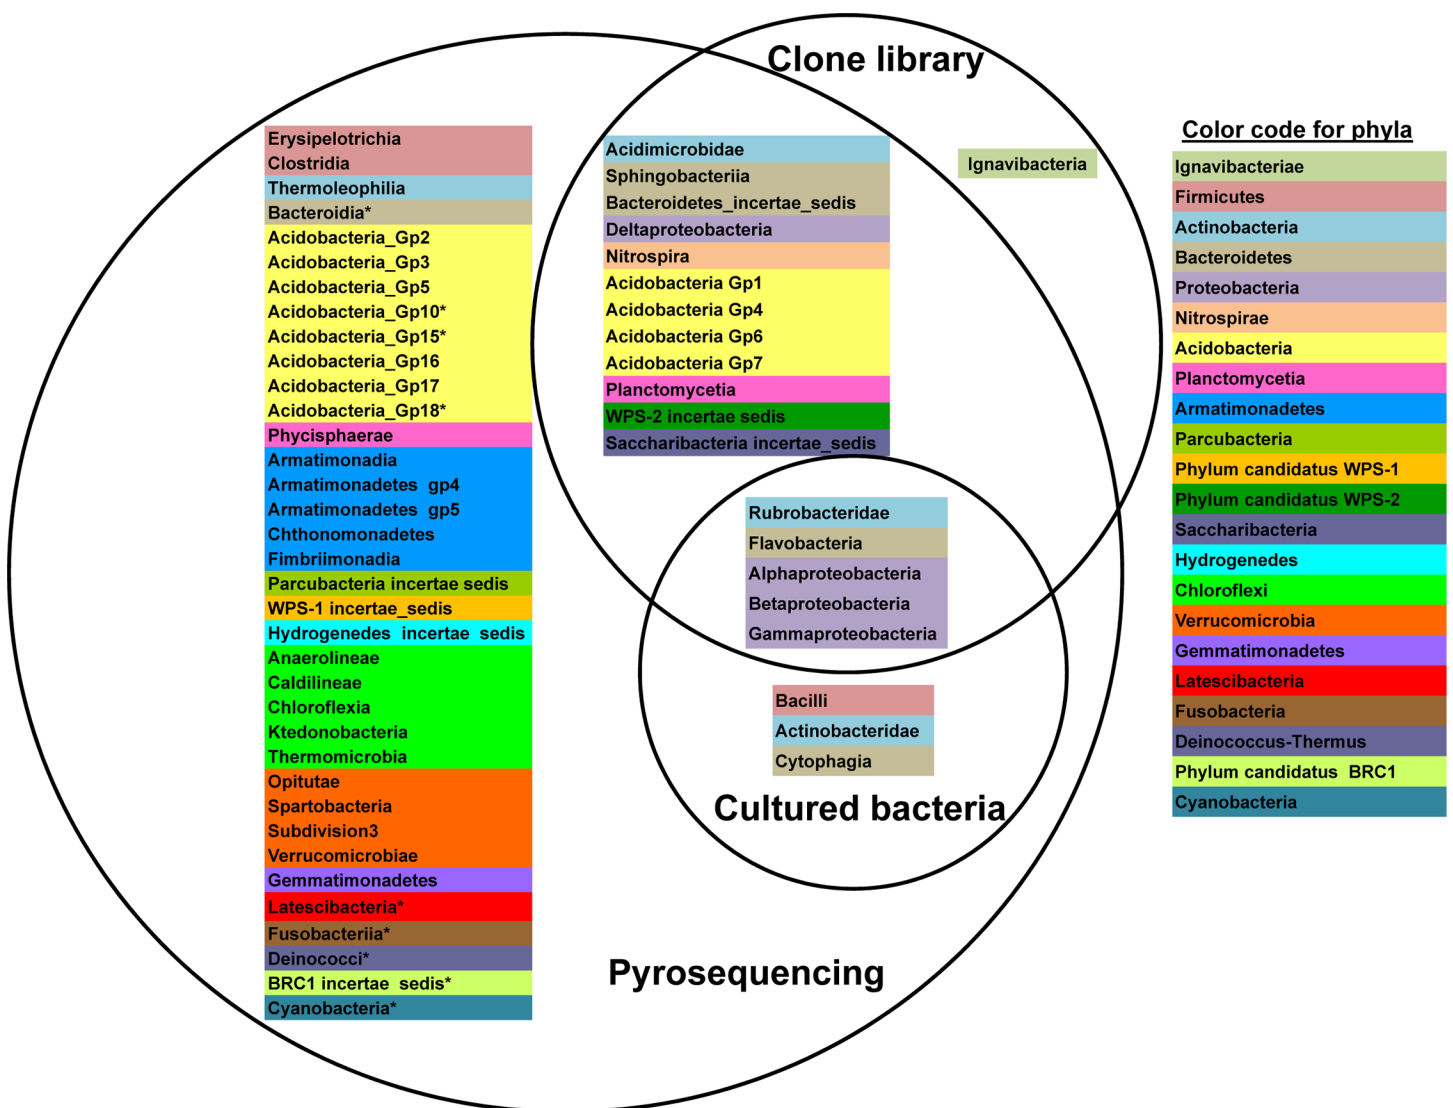 Clone library
Erysipelotrichia
Clostridia
Thermoleophilia
Bacteroidia*
Acidobacteria_Gp2
Acidobacteria_Gp3
Acidobacteria_Gp5
Acidobacteria_Gp10*
Acidobacteria_Gp15*
Acidobacteria_Gp16
Acidobacteria_Gp17
Acidobacteria_Gp18*
Phycisphaerae
Armatimonadia
Armatimonadetes gp4
Armatimonadetes gp5
Chthonomonadetes
Fimbriimonadia
Parcubacteria incertae sedis
WPS-1 incertae_sedis
Hydrogenedes incertae sedis
Anaerolineae
Caldilineae
Chloroflexia
Ktedonobacteria
Thermomicrobia
Opitutae
Spartobacteria
Subdivision3
Verrucomicrobiae
Gemmatimonadetes
Latescibacteria*
Fusobacteriia*
Deinococci*
BRC1 incertae sedis*
Cyanobacteria*
Acidimicrobidae
Sphingobacteriia
Bacteroidetes_incertae_sedis
Deltaproteobacteria
Nitrospira
Acidobacteria Gp1
Acidobacteria Gp4
Acidobacteria Gp6
Acidobacteria Gp7
Planctomycetia
WPS-2 incertae sedis
Saccharibacteria incertae_sedis
Ignavibacteria
Rubrobacteridae
Flavobacteria
Alphaproteobacteria
Betaproteobacteria
Gammaproteobacteria
Bacilli
Actinobacteridae
Cytophagia
Cultured bacteria
Pyrosequencing
Color code for phyla
Ignavibacteriae
Firmicutes
Actinobacteria
Bacteroidetes
Proteobacteria
Nitrospirae
Acidobacteria
Planctomycetia
Armatimonadetes
Parcubacteria
Phylum candidatus WPS-1
Phylum candidatus WPS-2
Saccharibacteria
Hydrogenedes
Chloroflexi
Verrucomicrobia
Gemmatimonadetes
Latescibacteria
Fusobacteria
Deinococcus-Thermus
Phylum candidatus BRC1
Cyanobacteria